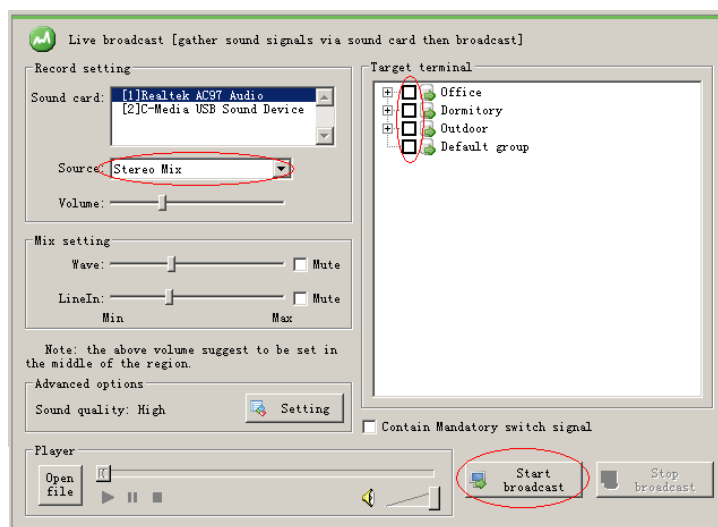 Live broadcast [gather sound signals via sound card then broadcast]
Record setting
Sound card:
[1]Realtek AC97 Audio
[2]C-Media USB Sound Device
Source:
Stereo Mix
Volume:
Mix setting
Wave:
Mute
LineIn:
Mute
Min
Max
Note: the above volume suggest to be set in
the middle of the region.
Advanced options
Sound quality: High
Setting
Target terminal
Office
Dormitory
Outdoor
Default group
Contain Mandatory switch signal
Player
Open
file
Start
broadcast
Stop
broadcast